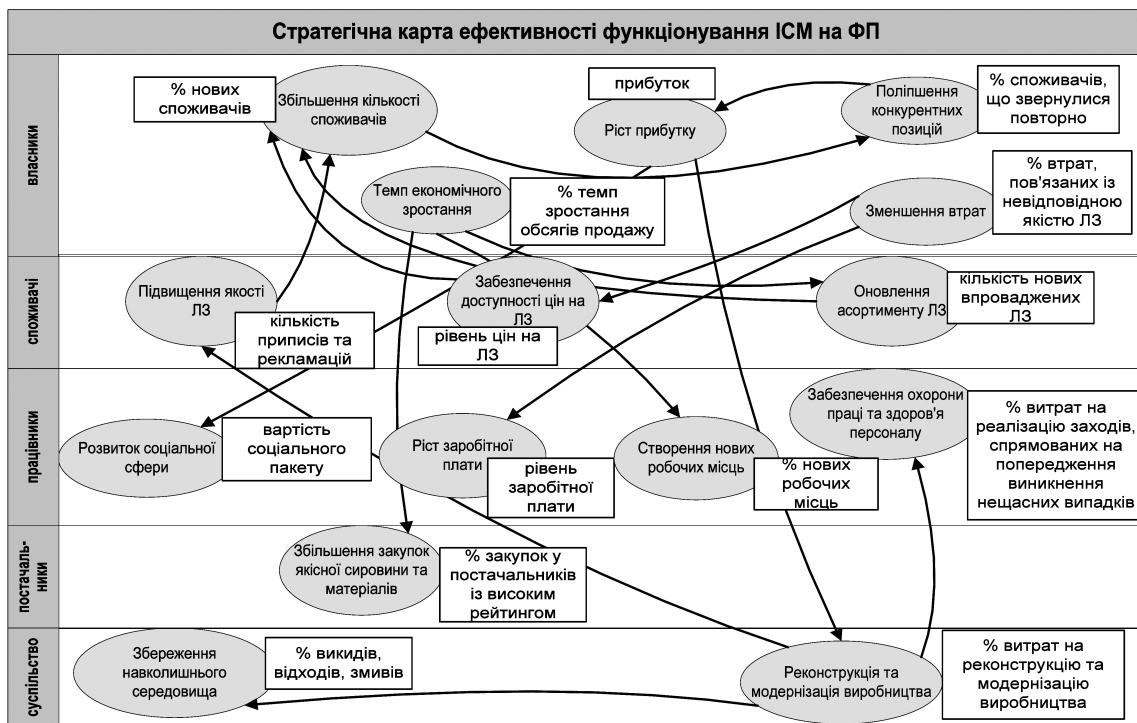 Стратегічна карта ефективності функціонування ІСМ на ФП
власники
% нових
споживачів
Збільшення кількості
споживачів
прибуток
Ріст прибутку
Поліпшення
конкурентних
позицій
% споживачів,
що звернулися
повторно
Темп економічного
зростання
% темп
зростання
обсягів продажу
Зменшення втрат
% втрат,
пов'язаних із
невідповідною
якістю ЛЗ
споживачі
Підвищення якості
ЛЗ
кількість
приписів та
рекламацій
Забезпечення
доступності цін на
ЛЗ
рівень цін на
ЛЗ
Оновлення
асортименту ЛЗ
кількість нових
впроваджених
ЛЗ
працівники
Розвиток соціальної
сфери
вартість
соціального
пакету
Ріст заробітної
плати
рівень
заробітної
плати
Створення нових
робочих місць
% нових
робочих
місць
Забезпечення охорони
праці та здоров'я
персоналу
% витрат на
реалізацію заходів,
спрямованих на
попередження
виникнення
нещасних випадків
постачаль-
ники
Збільшення закупок
якісної сировини та
матеріалів
% закупок у
постачальників
із високим
рейтингом
суспільство
Збереження
навколишнього
середовища
% викидів,
відходів, змивів
Реконструкція та
модернізація виробництва
% витрат на
реконструкцію та
модернізацію
виробництва